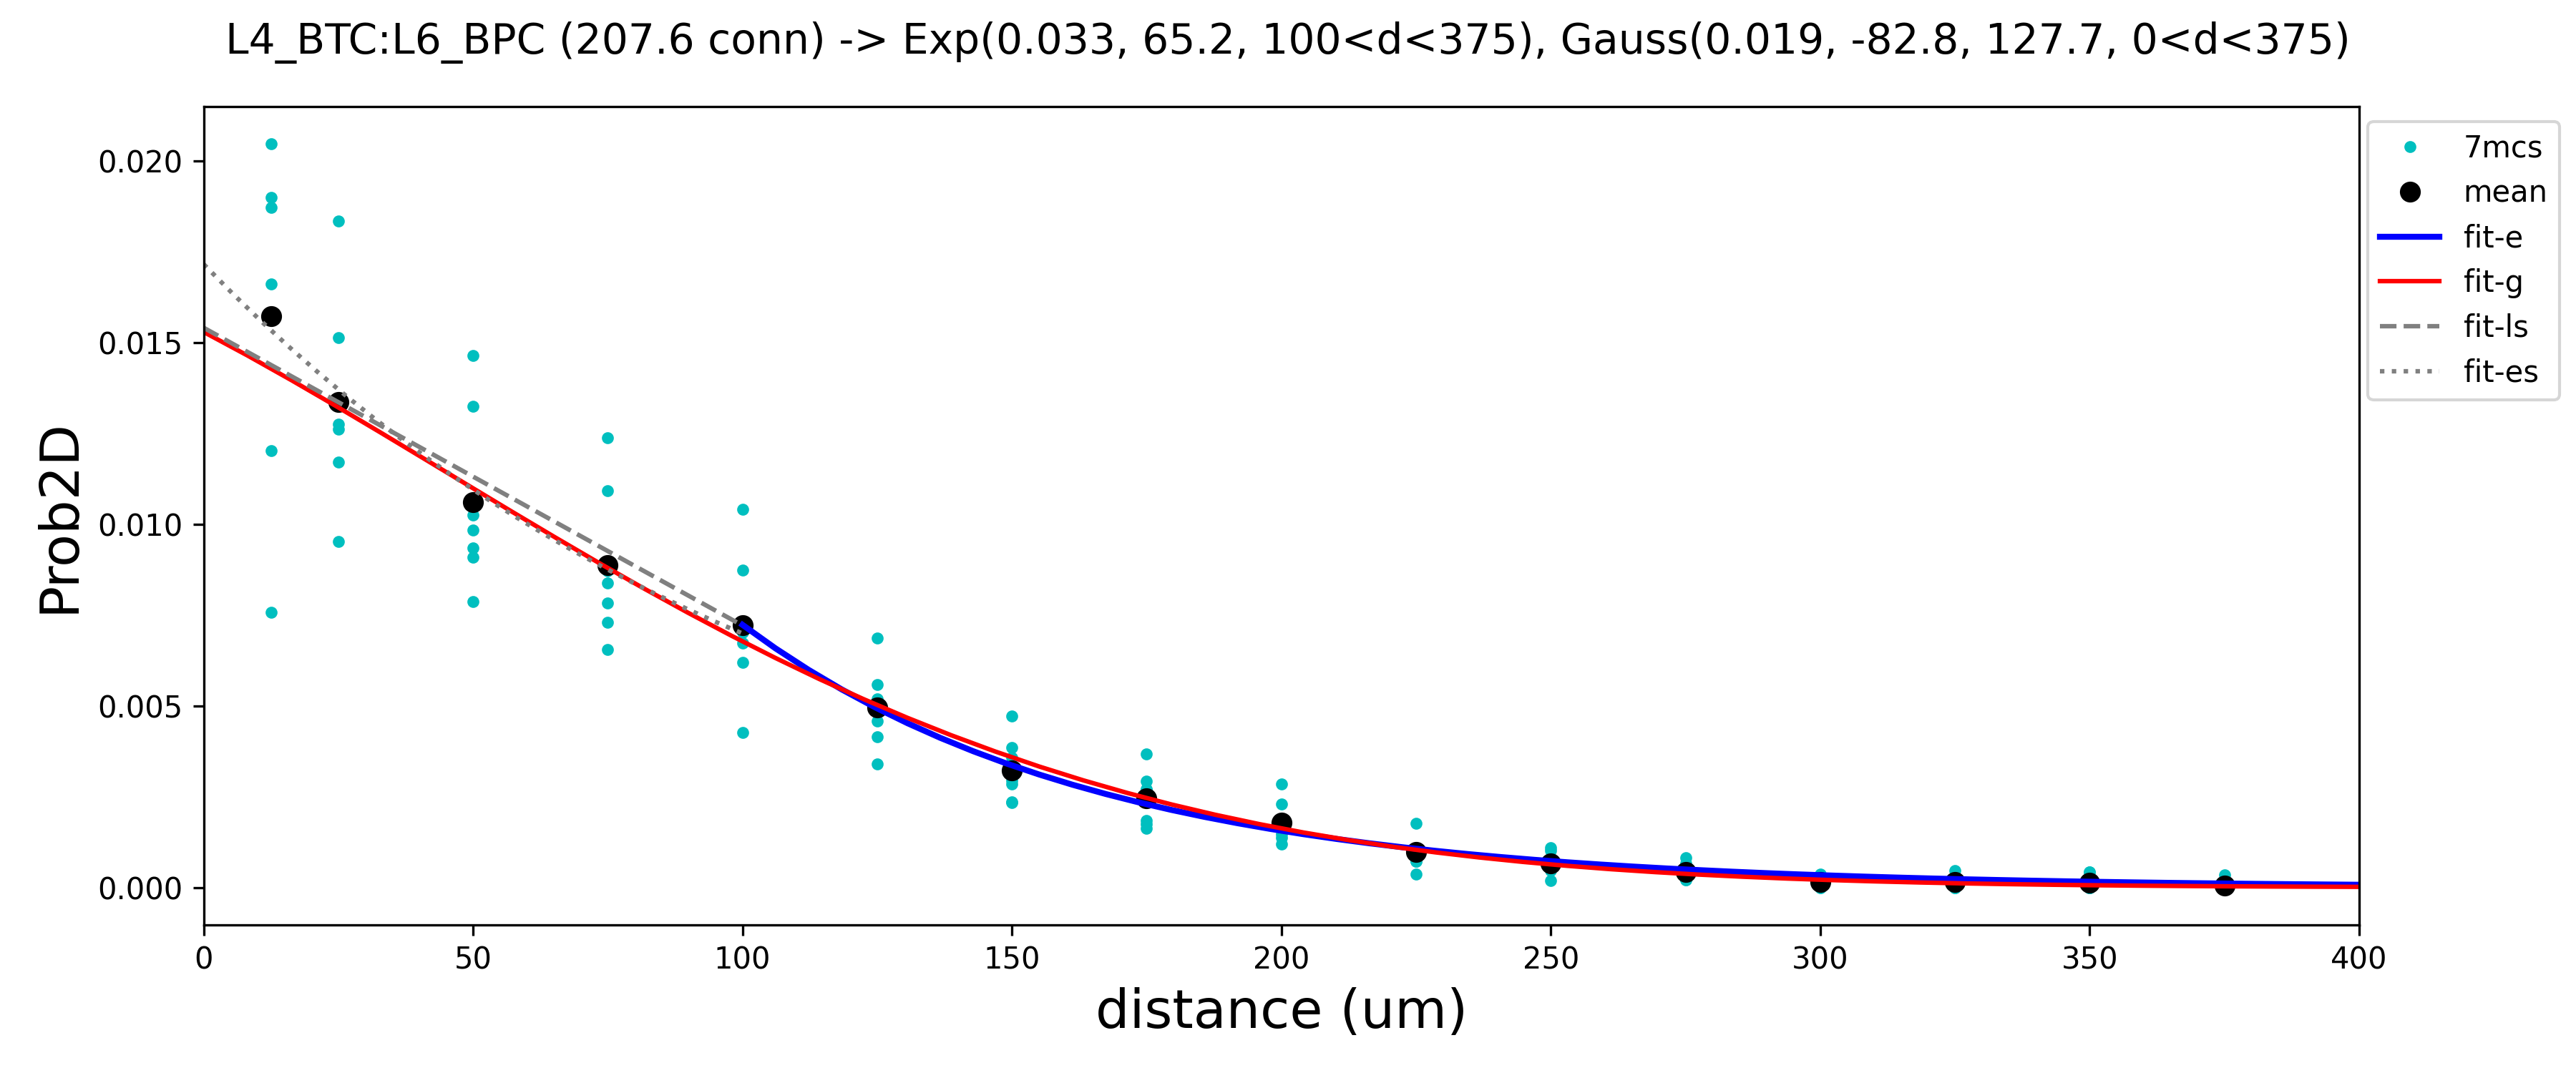 L4_BTC:L6_BPC (207.6 conn) -> Exp(0.033, 65.2, 100<d<375), Gauss(0.019, -82.8, 127.7, 0<d<375)
7mcs
mean
fit-e
fit-g
fit-ls
fit-es
Prob2D
0.020
0.015
0.010
0.005
0.000
0 50 100 150 200 250 300 350 400
distance (um)